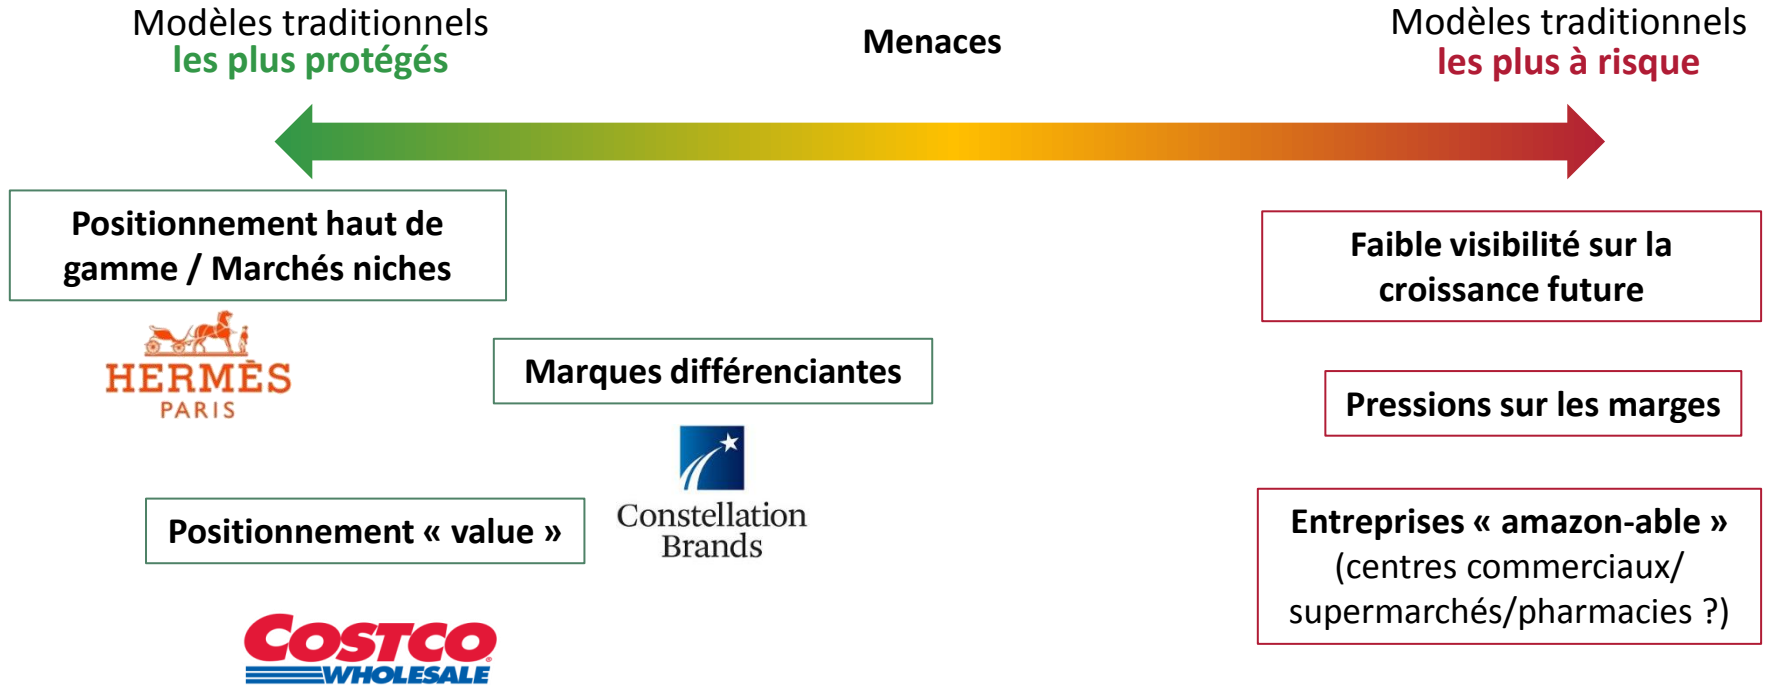 Modèles traditionnels
les plus protégés
Menaces
Modèles traditionnels
les plus à risque
Positionnement haut de
gamme / Marchés niches
HERMÈS
PARIS
Marques différenciantes
Constellation
Brands
Positionnement « value »
COSTCO
WHOLESALE
Faible visibilité sur la
croissance future
Pressions sur les marges
Entreprises « amazon-able »
(centres commerciaux/
supermarchés/pharmacies ?)